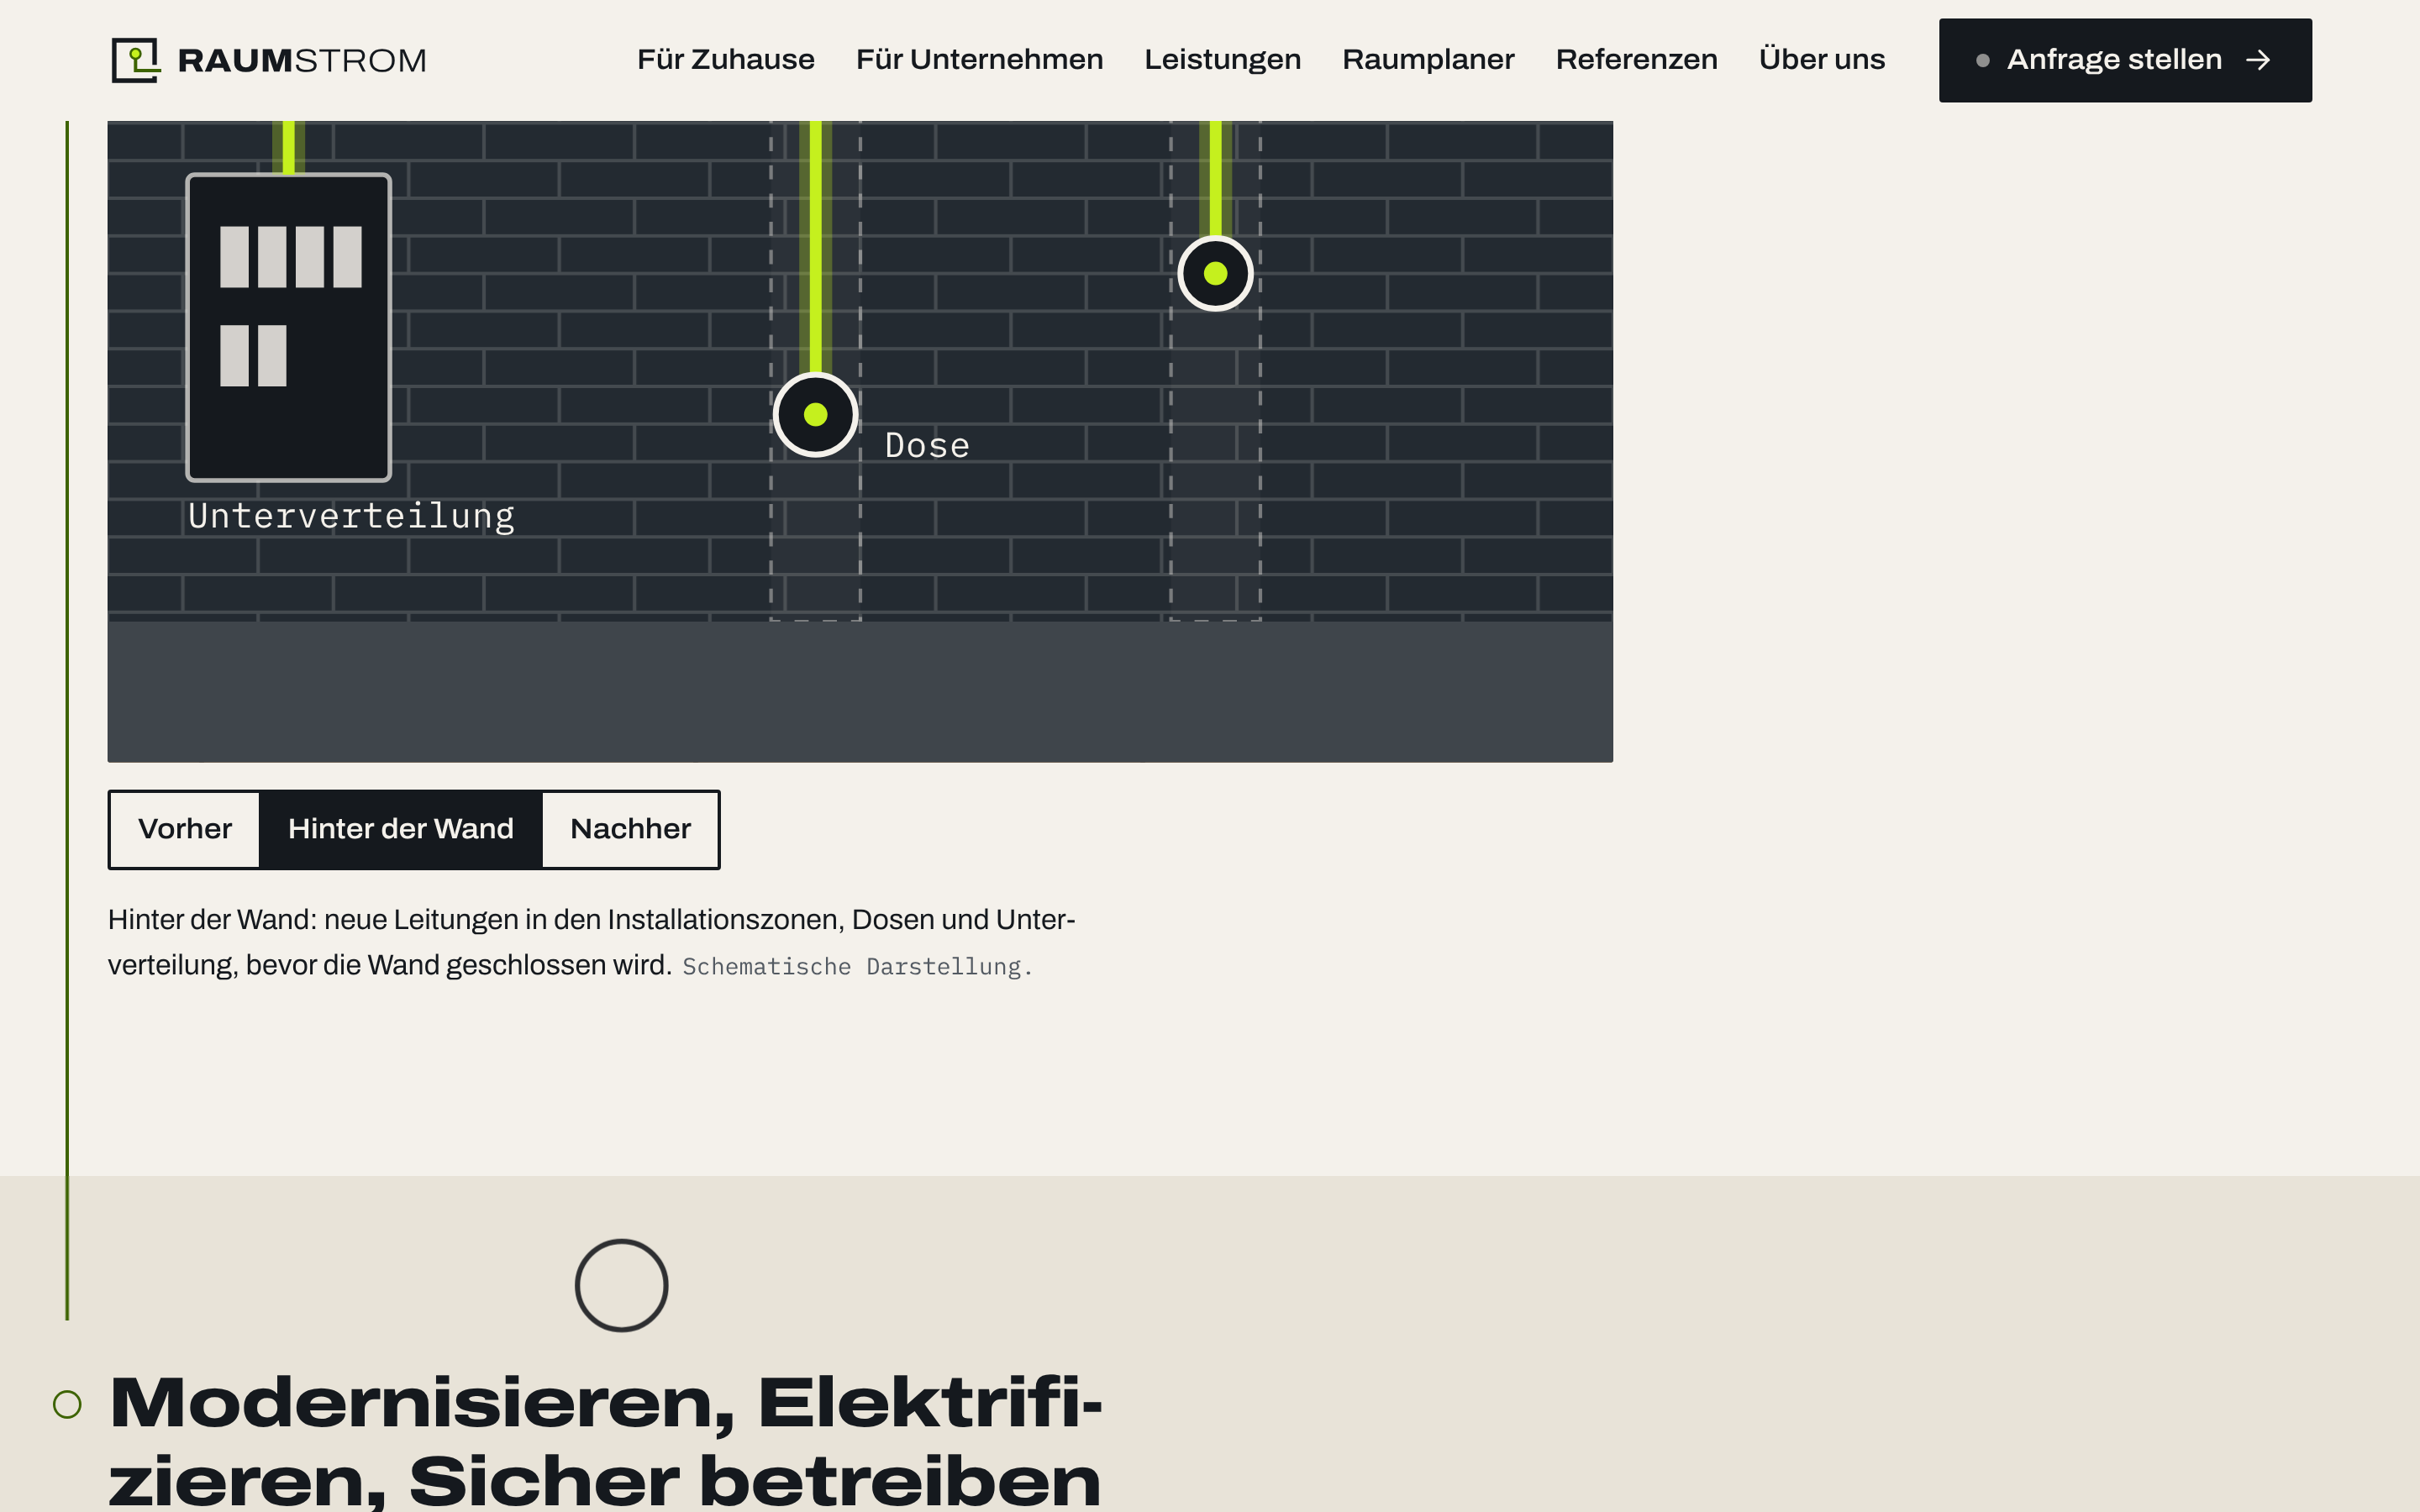 RAUMSTROM
Für Zuhause
Für Unternehmen
Leistungen
Raumplaner
Referenzen
Über uns
Anfrage stellen
Dose
Unterverteilung
Vorher
Hinter der Wand
Nachher
Hinter der Wand: neue Leitungen in den Installationszonen, Dosen und Unter-
verteilung, bevor die Wand geschlossen wird. Schematische Darstellung.
Modernisieren, Elektrifi-
zieren, Sicher betreiben